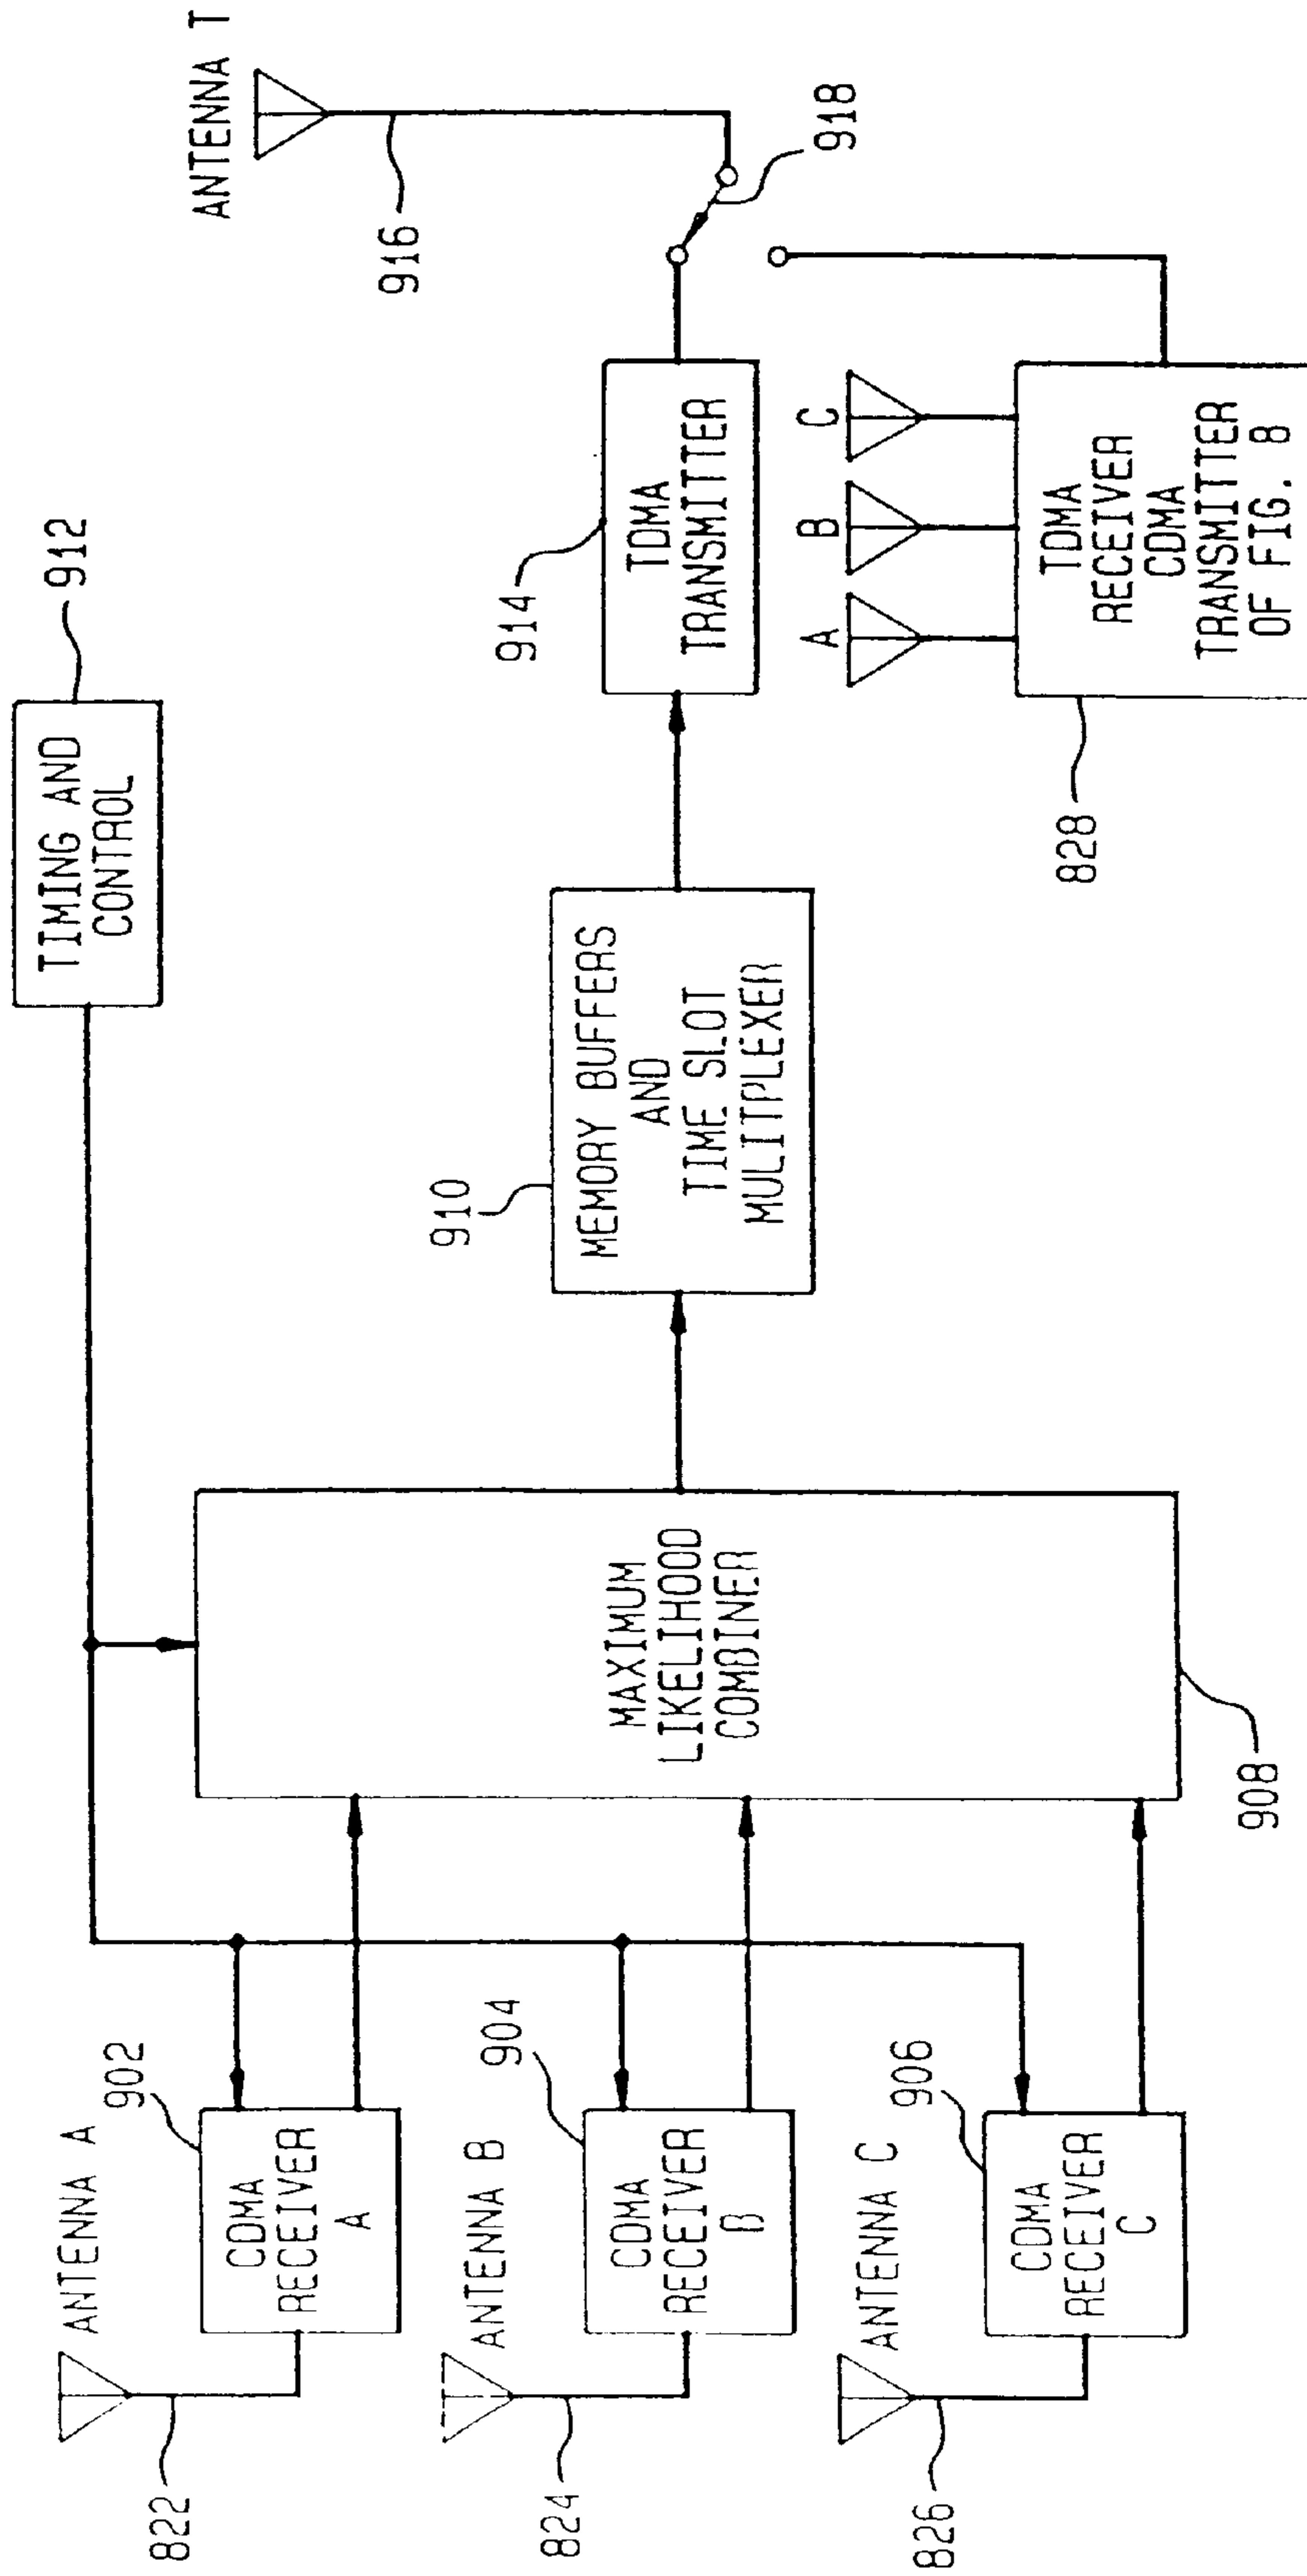 TIMING AND
CONTROL
912
ANTENNA A
822
902
CDMA
RECEIVER
A
ANTENNA B
824
904
CDMA
RECEIVER
B
ANTENNA C
826
906
CDMA
RECEIVER
C
MAXIMUM
LIKELIHOOD
COMBINER
908
910
MEMORY BUFFERS
AND
TIME SLOT
MULITPLEXER
914
TDMA
TRANSMITTER
ANTENNA T
916
918
A
B
C
TDMA
RECEIVER
CDMA
TRANSMITTER
OF FIG. 8
828